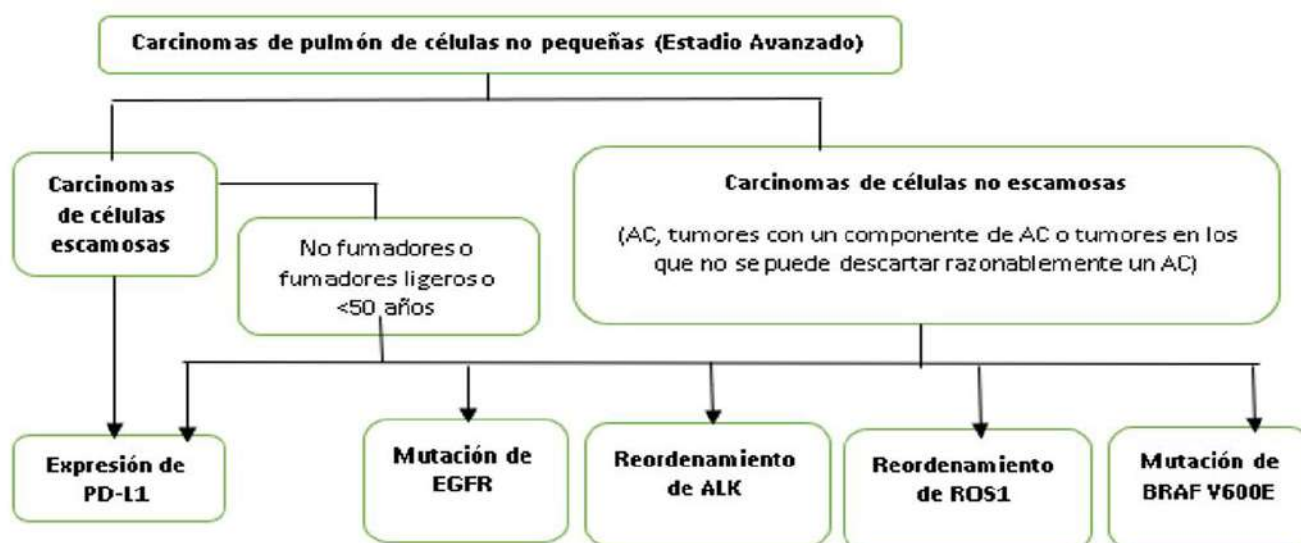 Carcinomas de pulmón de células no pequeñas (Estadio Avanzado)
Carcinomas
de células
escamosas
No fumadores o
fumadores ligeros o
<50 años
Carcinomas de células no escamosas
(AC, tumores con un componente de AC o tumores en los
que no se puede descartar razonablemente un AC)
Expresión de
PD-L1
Mutación de
EGFR
Reordenamiento
de ALK
Reordenamiento
de ROS1
Mutación de
BRAF V600E